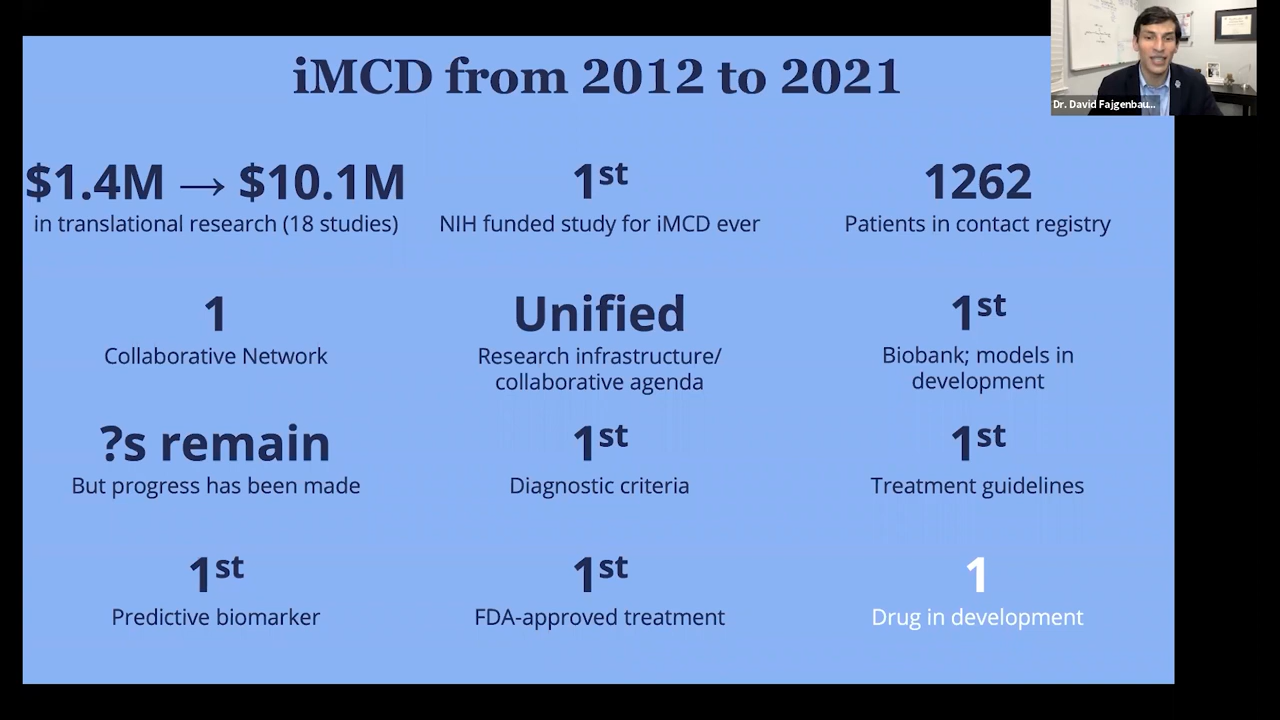 iMCD from 2012 to 2021
Dr. David Fajgenbau...
$1.4M → $10.1M
in translational research (18 studies)
1st
NIH funded study for iMCD ever
1262
Patients in contact registry
1
Collaborative Network
Unified
Research infrastructure/
collaborative agenda
1st
Biobank; models in
development
?s remain
But progress has been made
1st
Diagnostic criteria
1st
Treatment guidelines
1st
Predictive biomarker
1st
FDA-approved treatment
1
Drug in development